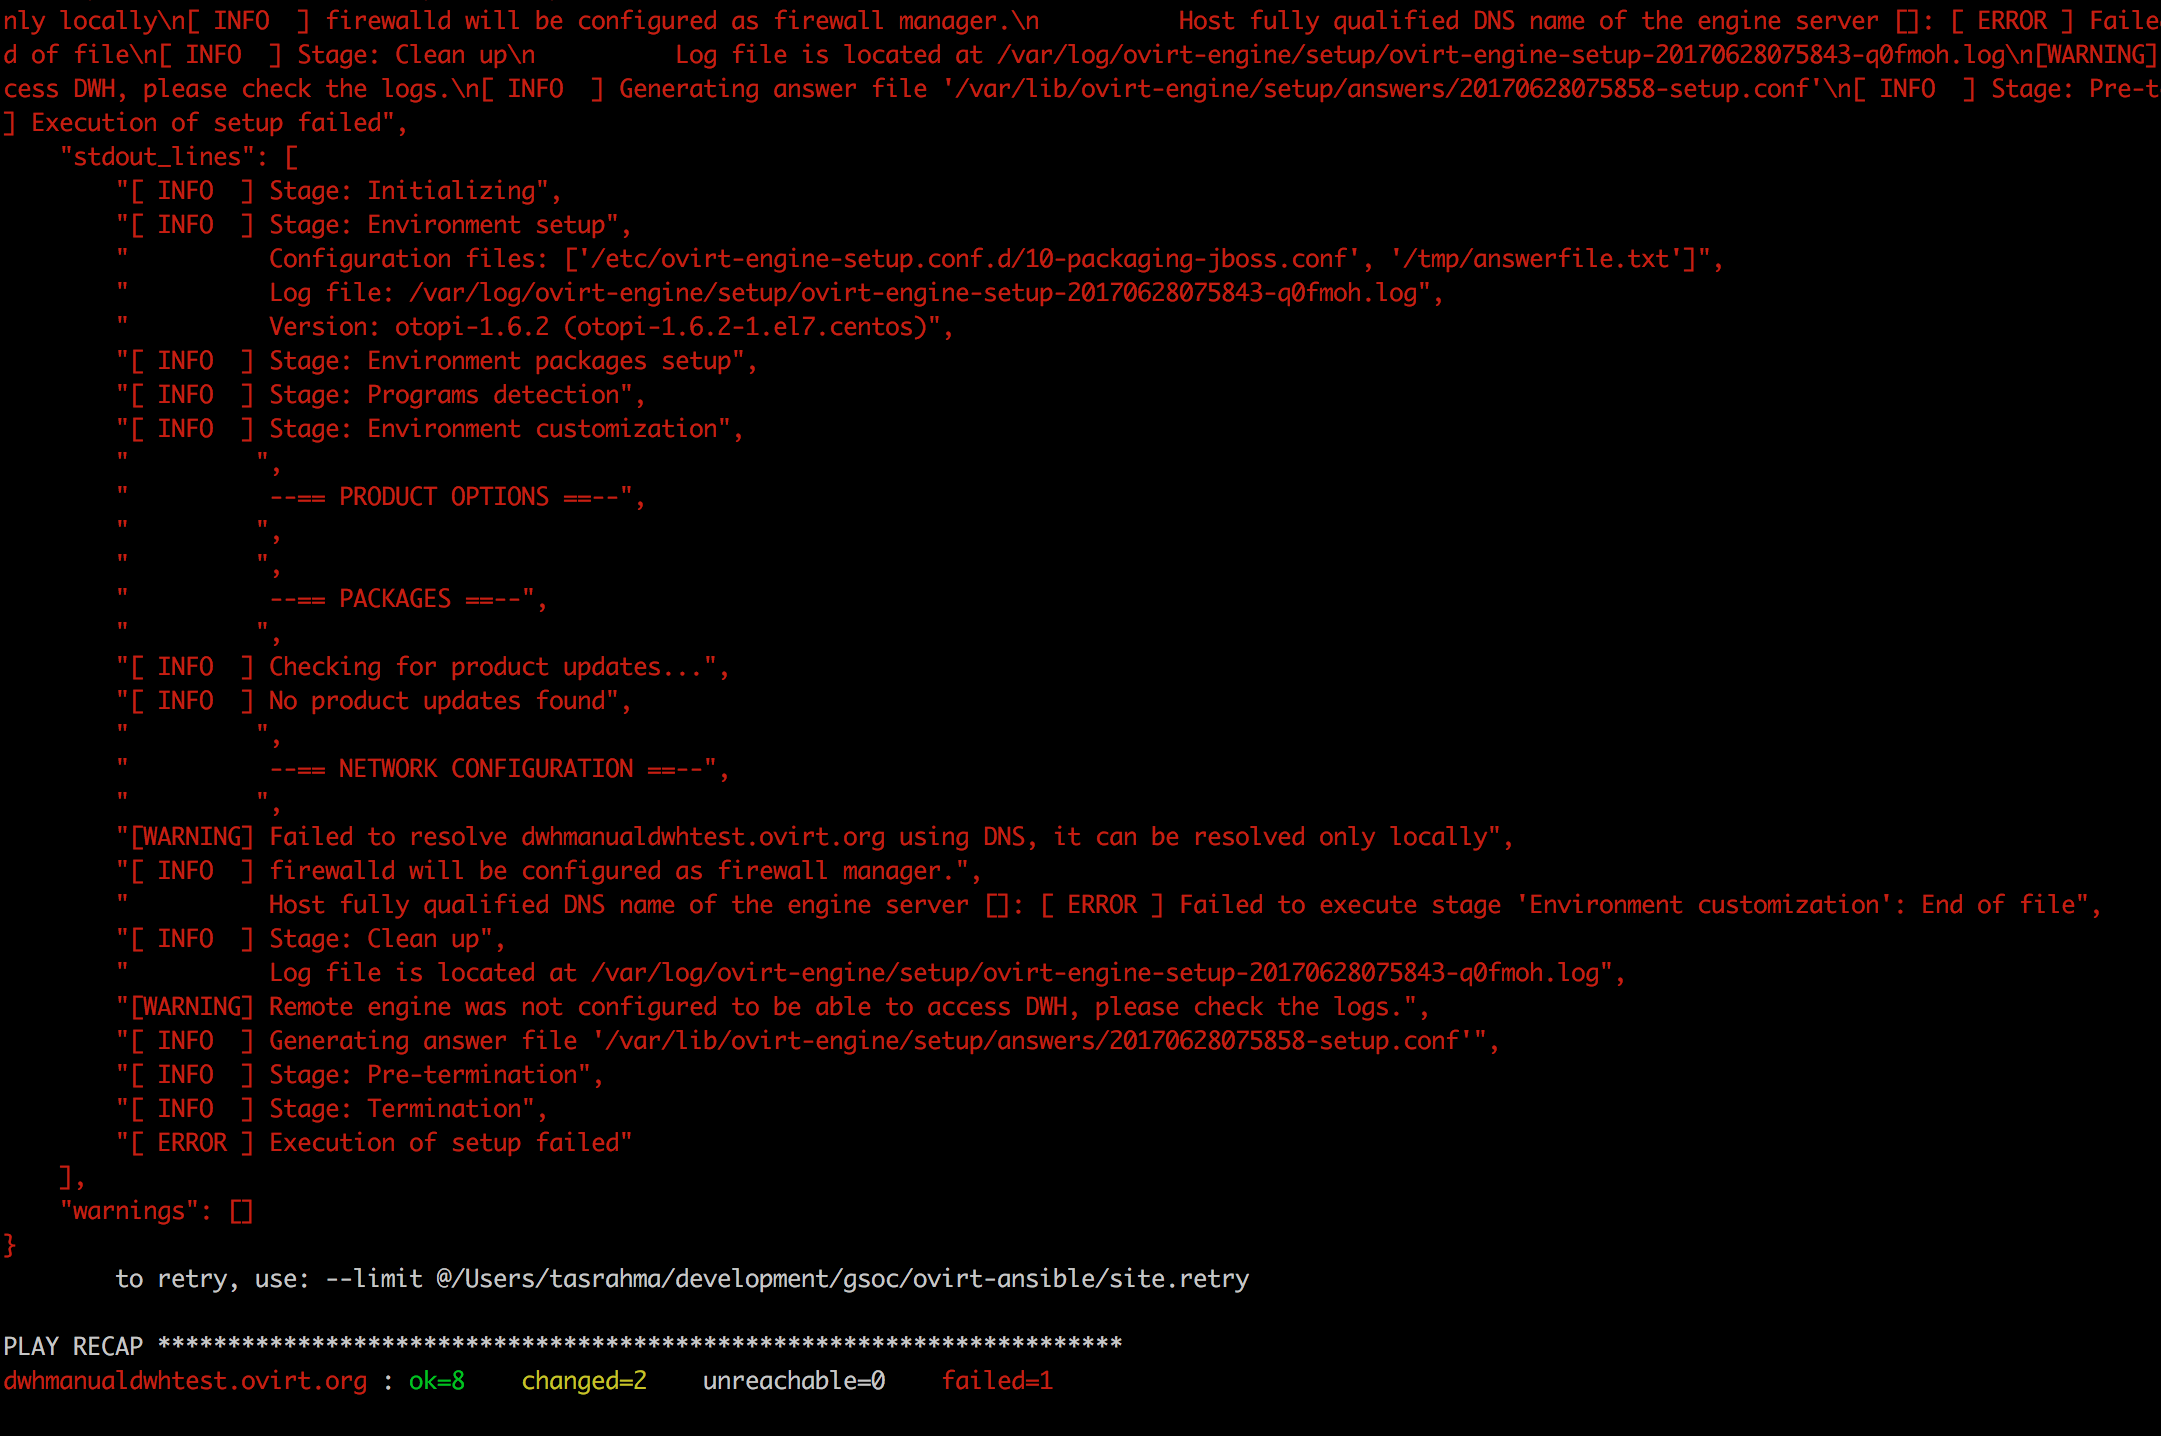 nly locally\n[ INFO  ] firewalld will be configured as firewall manager.\n          Host fully qualified DNS name of the engine server []: [ ERROR ] Faile
d of file\n[ INFO  ] Stage: Clean up\n          Log file is located at /var/log/ovirt-engine/setup/ovirt-engine-setup-20170628075843-q0fmoh.log\n[WARNING]
cess DWH, please check the logs.\n[ INFO  ] Generating answer file '/var/lib/ovirt-engine/setup/answers/20170628075858-setup.conf'\n[ INFO  ] Stage: Pre-t
] Execution of setup failed",
    "stdout_lines": [
        "[ INFO  ] Stage: Initializing",
        "[ INFO  ] Stage: Environment setup",
        "          Configuration files: ['/etc/ovirt-engine-setup.conf.d/10-packaging-jboss.conf', '/tmp/answerfile.txt']",
        "          Log file: /var/log/ovirt-engine/setup/ovirt-engine-setup-20170628075843-q0fmoh.log",
        "          Version: otopi-1.6.2 (otopi-1.6.2-1.el7.centos)",
        "[ INFO  ] Stage: Environment packages setup",
        "[ INFO  ] Stage: Programs detection",
        "[ INFO  ] Stage: Environment customization",
        "         ",
        "          --== PRODUCT OPTIONS ==--",
        "         ",
        "         ",
        "          --== PACKAGES ==--",
        "         ",
        "[ INFO  ] Checking for product updates...",
        "[ INFO  ] No product updates found",
        "         ",
        "          --== NETWORK CONFIGURATION ==--",
        "         ",
        "[WARNING] Failed to resolve dwhmanualdwhtest.ovirt.org using DNS, it can be resolved only locally",
        "[ INFO  ] firewalld will be configured as firewall manager.",
        "          Host fully qualified DNS name of the engine server []: [ ERROR ] Failed to execute stage 'Environment customization': End of file",
        "[ INFO  ] Stage: Clean up",
        "          Log file is located at /var/log/ovirt-engine/setup/ovirt-engine-setup-20170628075843-q0fmoh.log",
        "[WARNING] Remote engine was not configured to be able to access DWH, please check the logs.",
        "[ INFO  ] Generating answer file '/var/lib/ovirt-engine/setup/answers/20170628075858-setup.conf'",
        "[ INFO  ] Stage: Pre-termination",
        "[ INFO  ] Stage: Termination",
        "[ ERROR ] Execution of setup failed"
    ],
    "warnings": []
}
        to retry, use: --limit @/Users/tasrahma/development/gsoc/ovirt-ansible/site.retry
PLAY RECAP *********************************************************************
dwhmanualdwhtest.ovirt.org : ok=8    changed=2    unreachable=0    failed=1